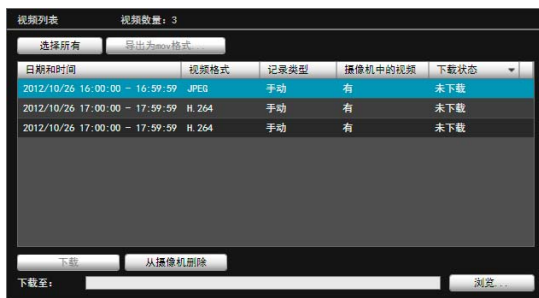 视频列表 视频数量：3
选择所有 导出为mov格式...
日期和时间 视频格式 记录类型 摄像机中的视频 下载状态
2012/10/26 16:00:00 - 16:59:59 JPEG 手动 有 未下载
2012/10/26 17:00:00 - 17:59:59 H.264 手动 有 未下载
2012/10/26 17:00:00 - 17:59:59 H.264 手动 有 未下载
下载 从摄像机删除
下载至： 浏览...